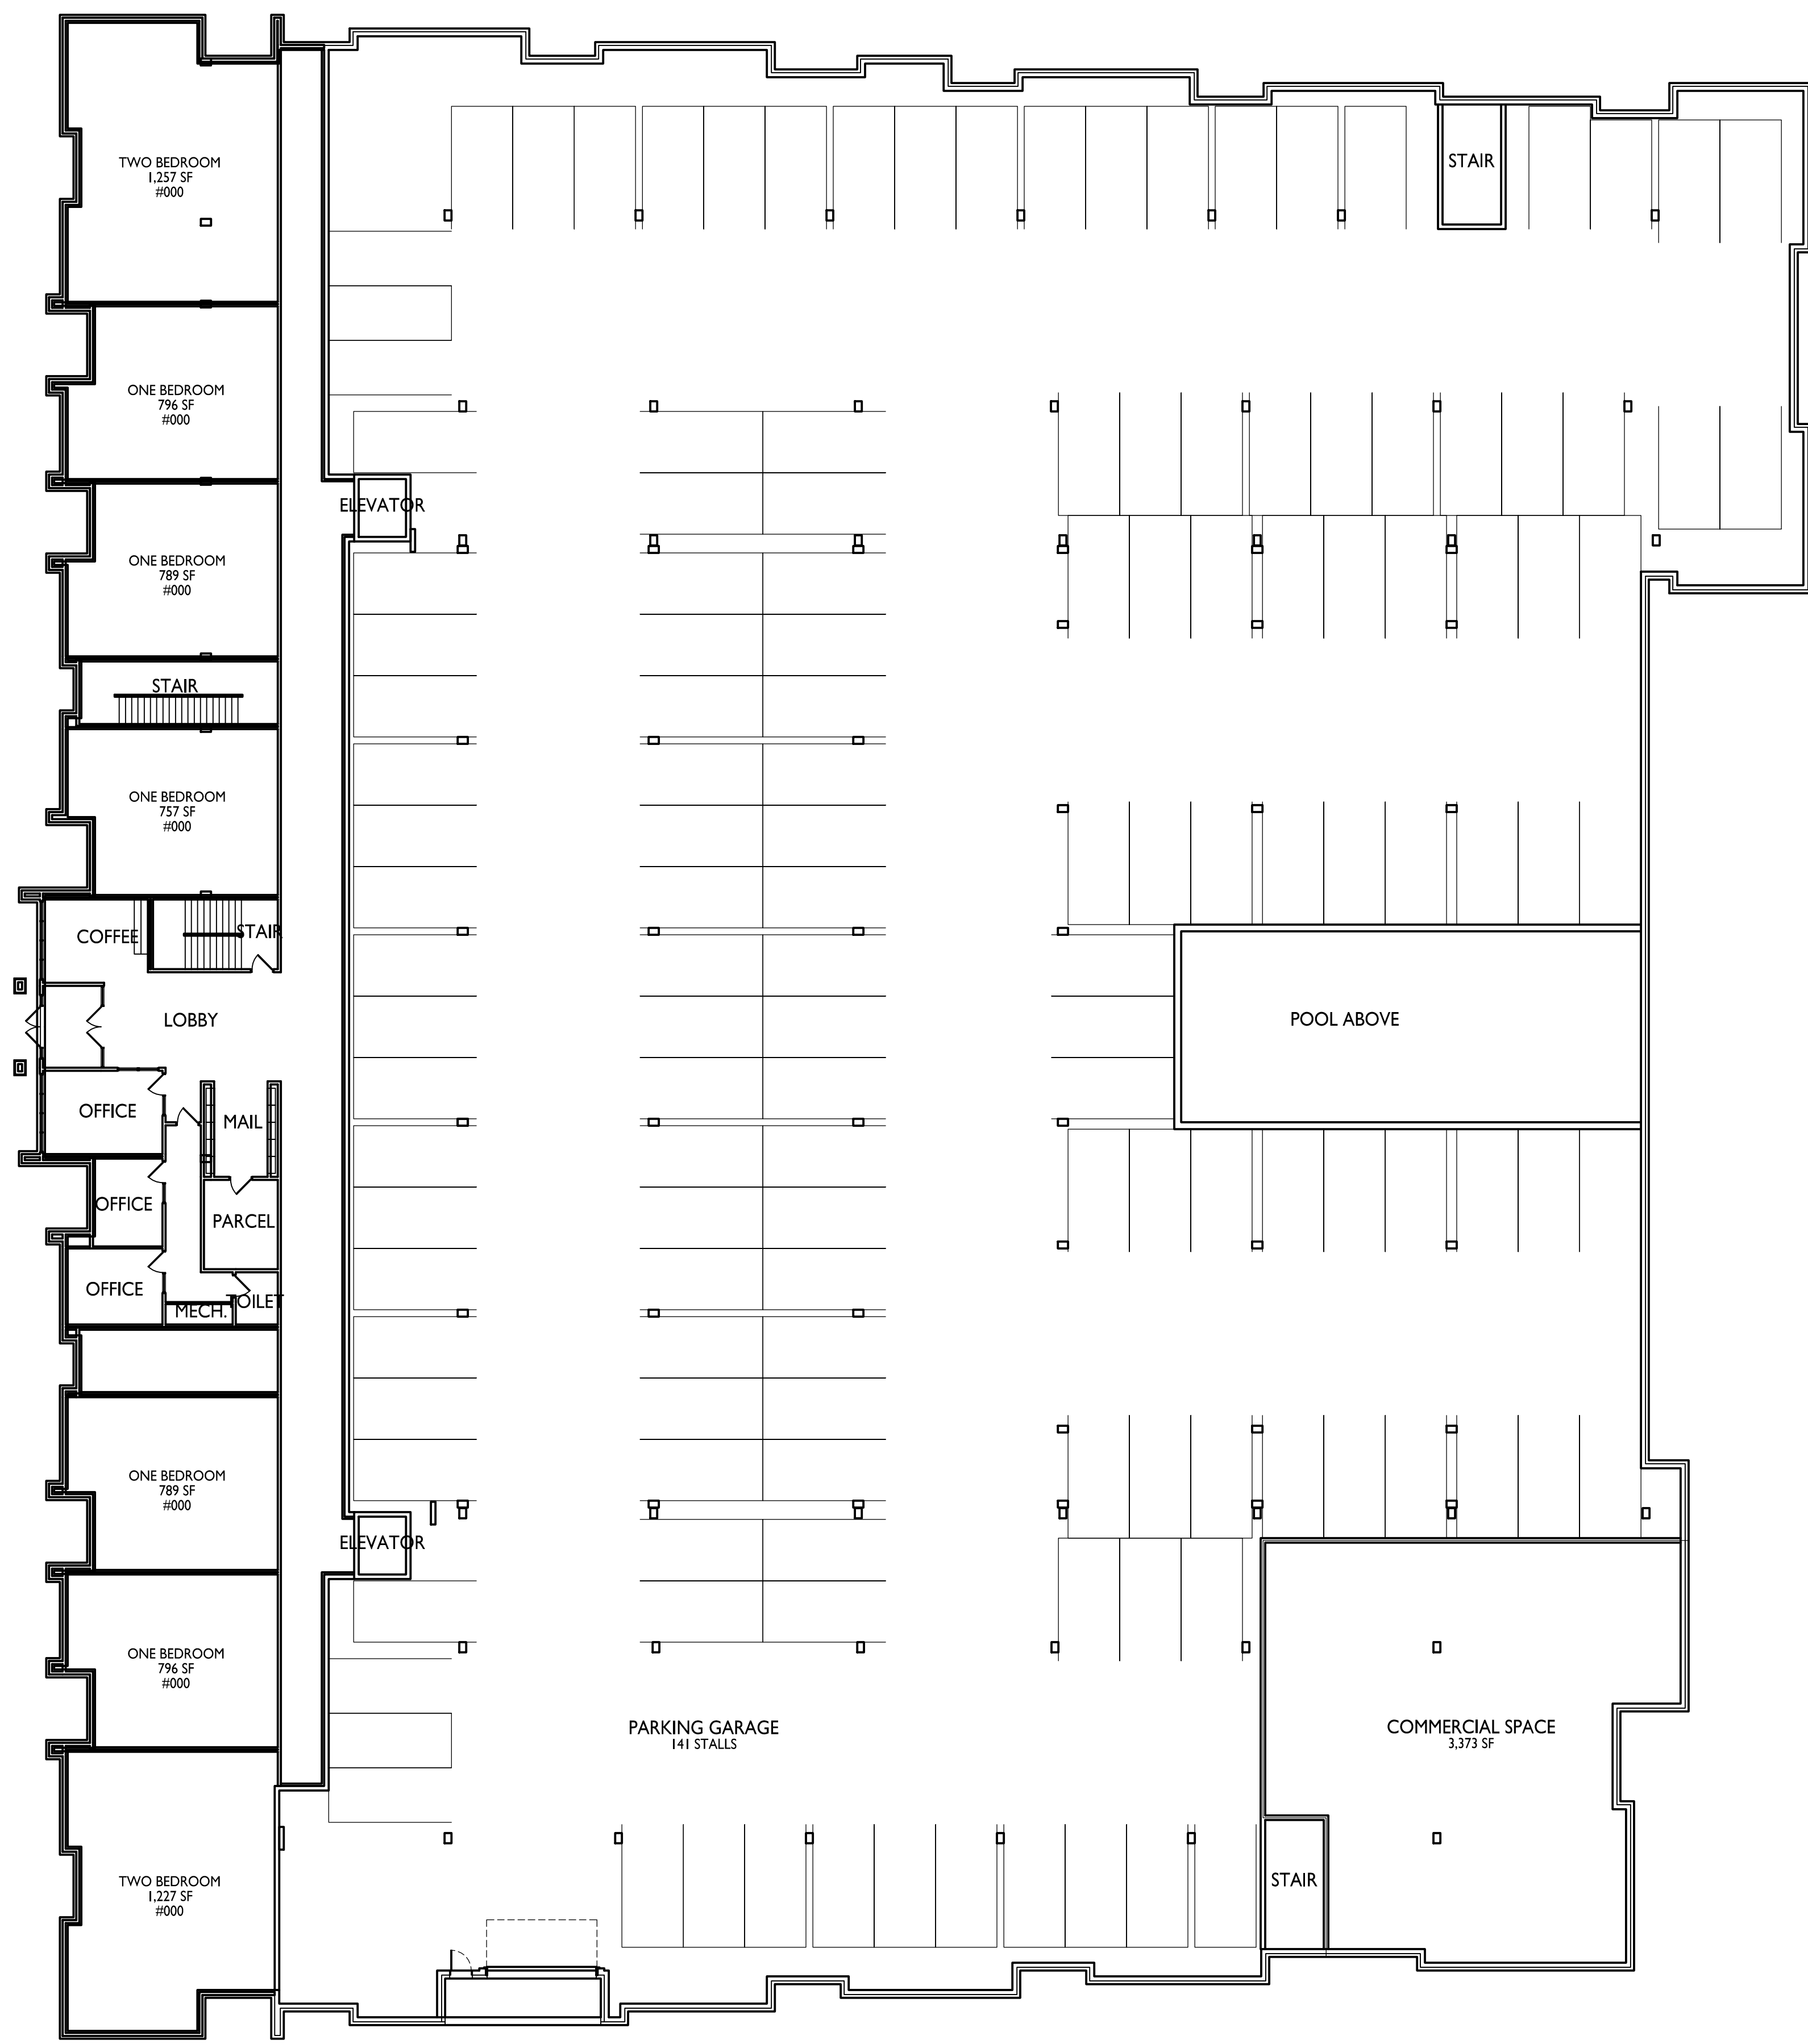 STAIR
TWO BEDROOM
1,257 SF
#000
ONE BEDROOM
796 SF
#000
ELEVATOR
ONE BEDROOM
789 SF
#000
STAIR
ONE BEDROOM
757 SF
#000
COFFEE
STAIR
LOBBY
POOL ABOVE
OFFICE
MAIL
OFFICE
PARCEL
OFFICE
TOILET
MECH.
ONE BEDROOM
789 SF
#000
ELEVATOR
ONE BEDROOM
796 SF
#000
PARKING GARAGE
141 STALLS
COMMERCIAL SPACE
3,373 SF
TWO BEDROOM
1,227 SF
#000
STAIR